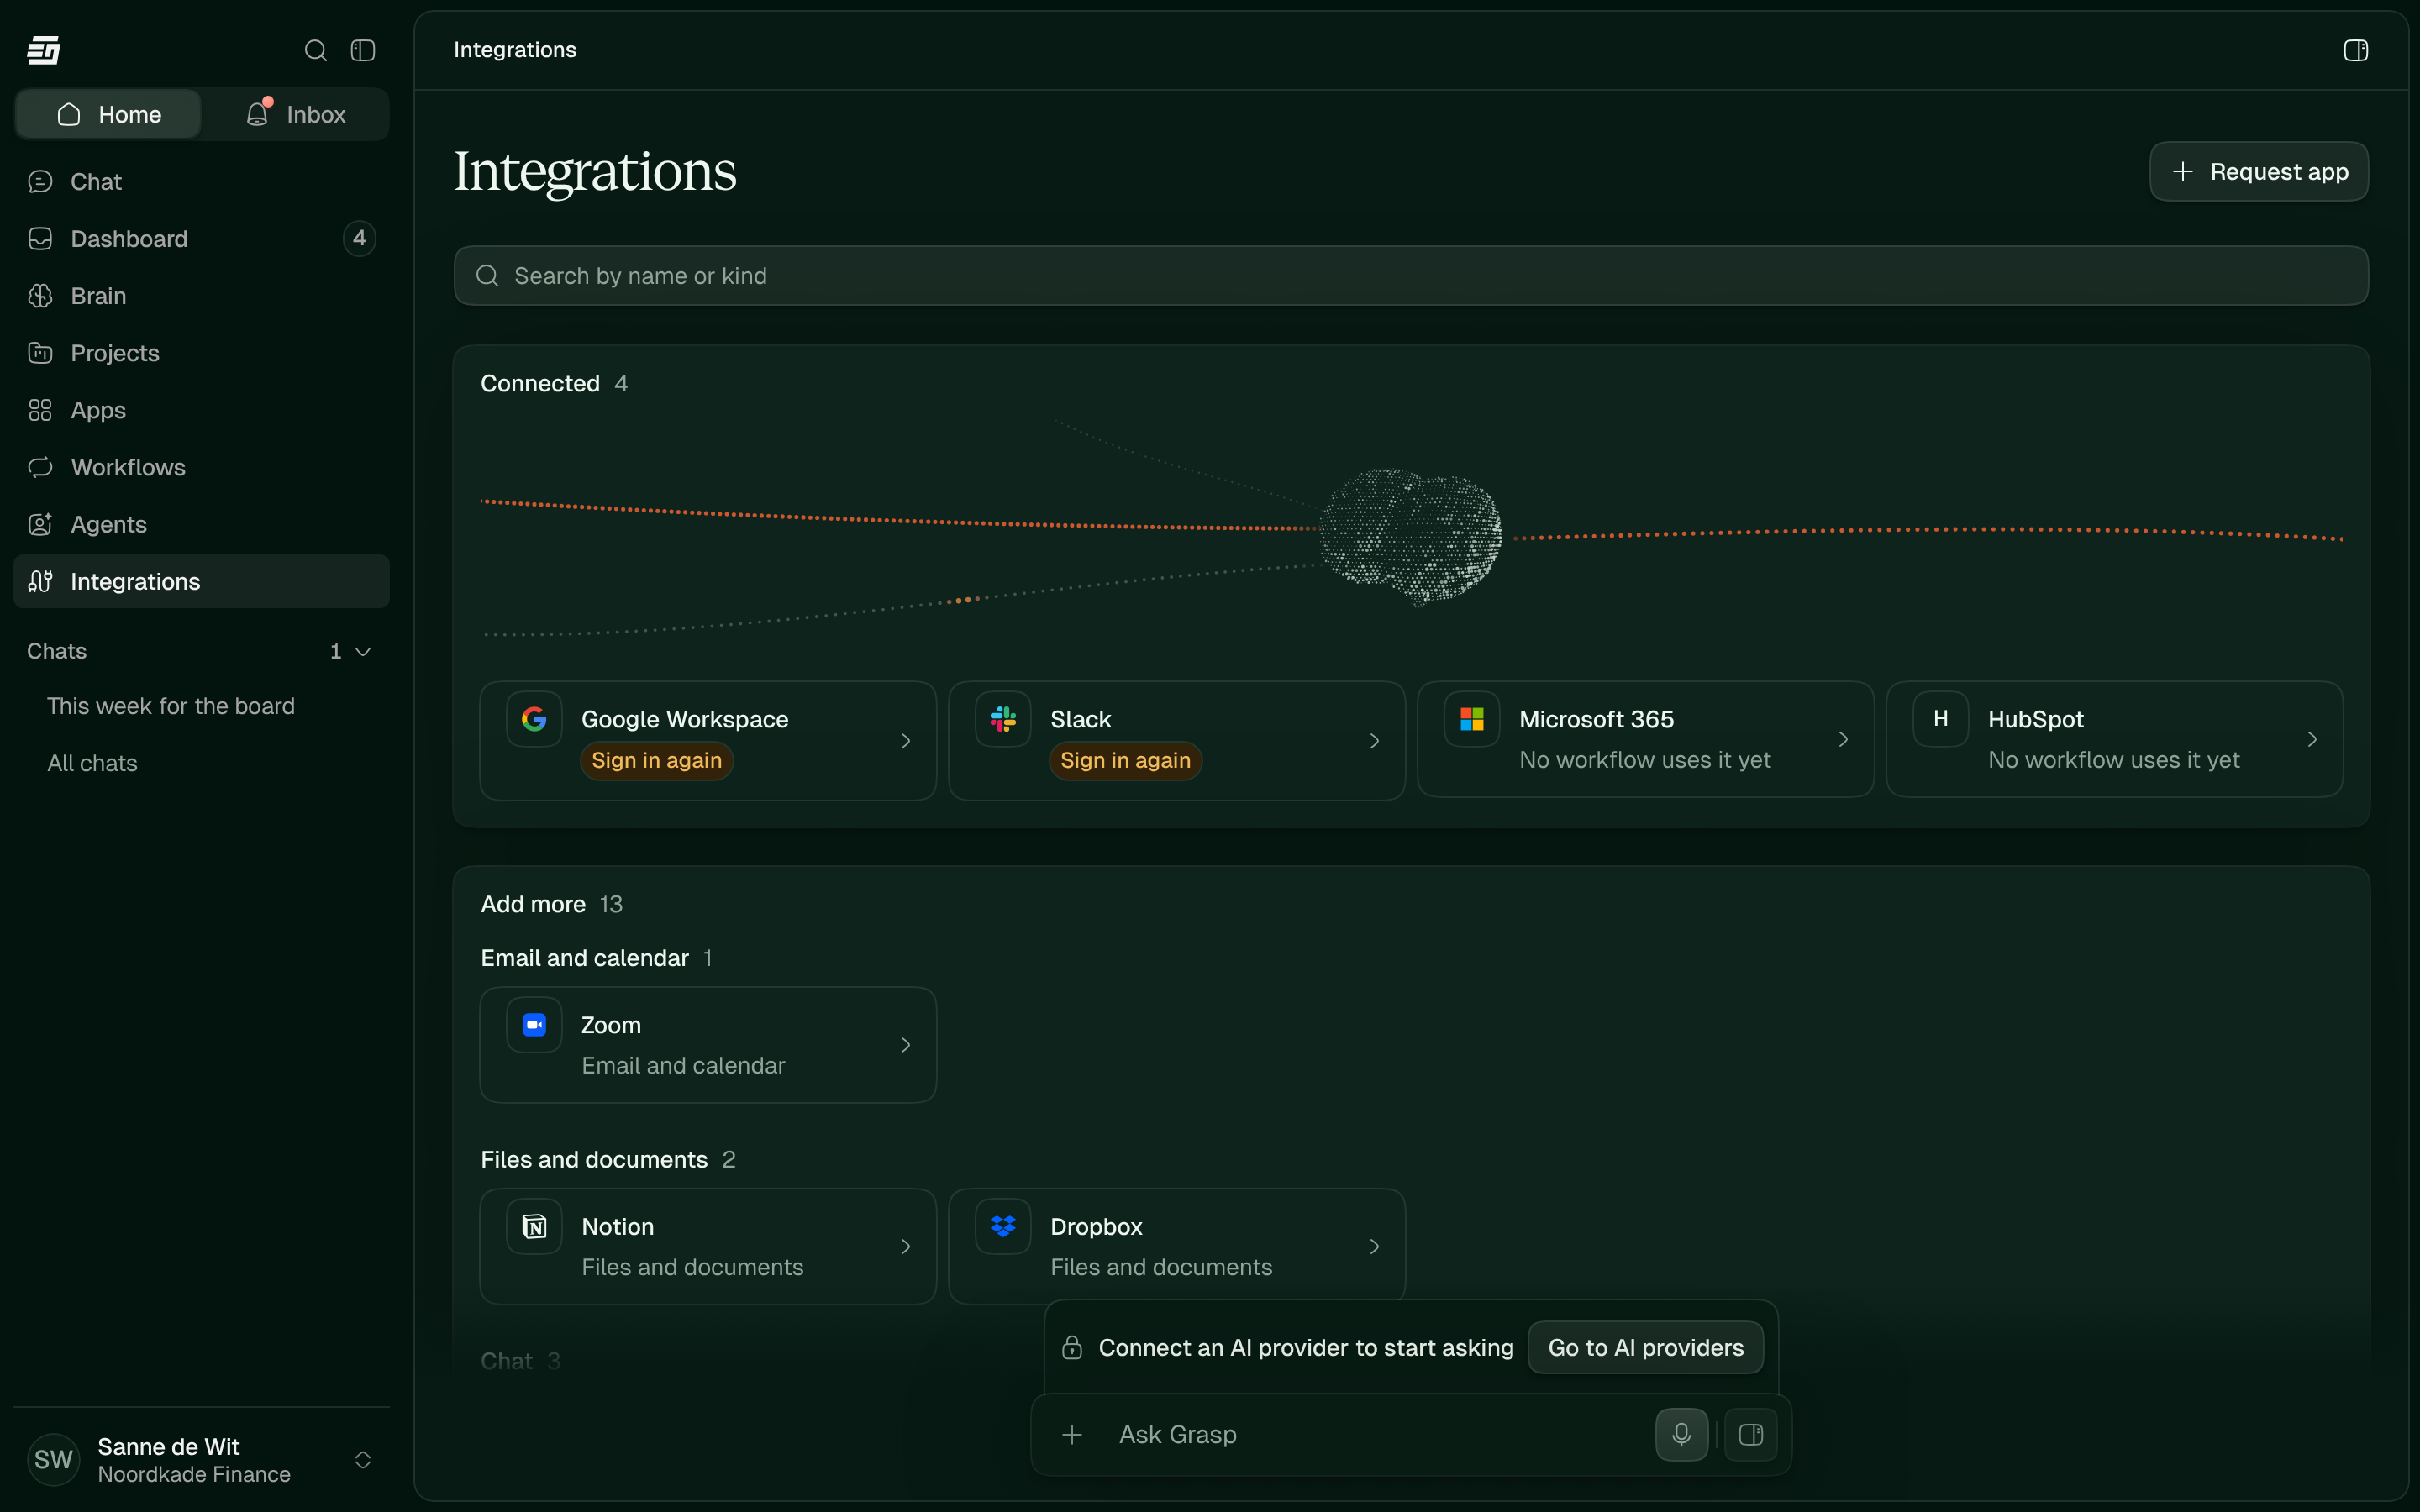 Home
Inbox
Chat
Dashboard 4
Brain
Projects
Apps
Workflows
Agents
Integrations
Chats 1
This week for the board
All chats
SW
Sanne de Wit
Noordkade Finance
Integrations
Integrations
Request app
Search by name or kind
Connected 4
Google Workspace
Sign in again
Slack
Sign in again
Microsoft 365
No workflow uses it yet
H
HubSpot
No workflow uses it yet
Add more 13
Email and calendar 1
Zoom
Email and calendar
Files and documents 2
Notion
Files and documents
Dropbox
Files and documents
Chat 3
Connect an AI provider to start asking
Go to AI providers
Ask Grasp